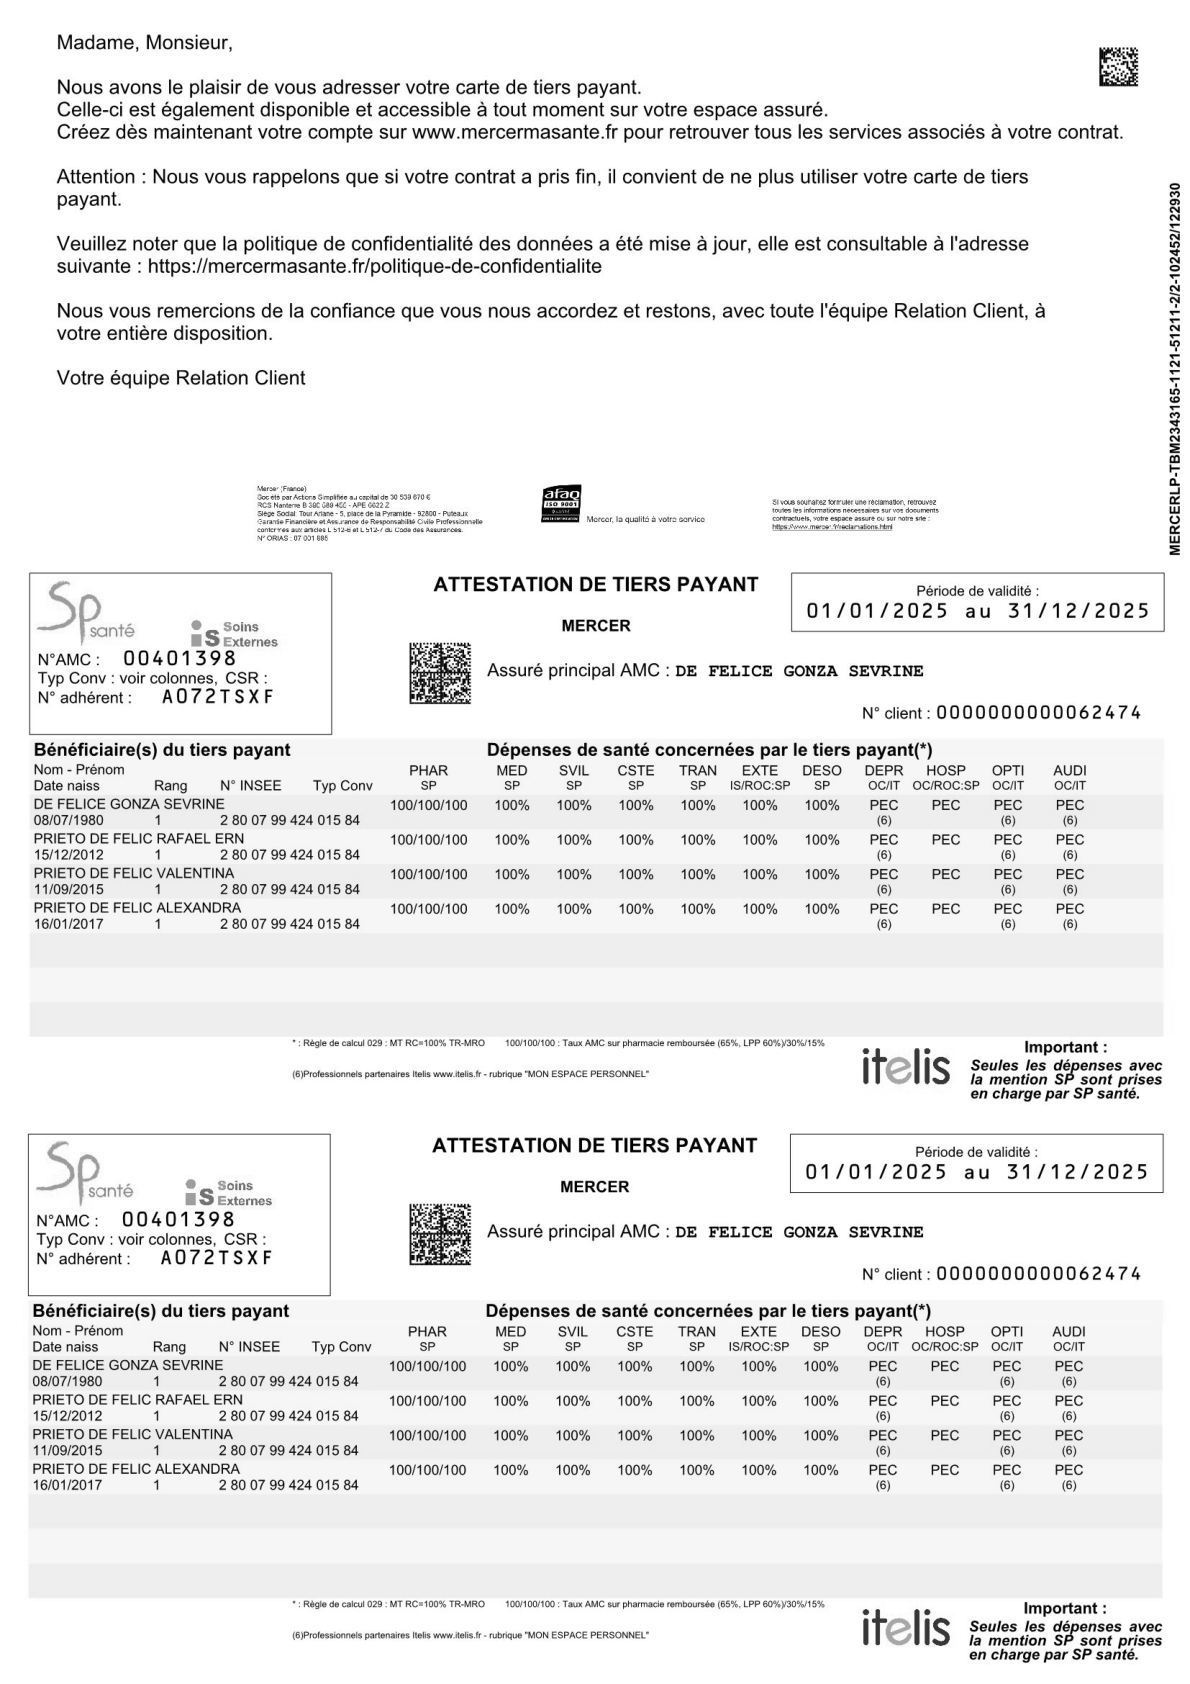 Madame, Monsieur,
Nous avons le plaisir de vous adresser votre carte de tiers payant.
Celle-ci est également disponible et accessible à tout moment sur votre espace assuré.
Créez dès maintenant votre compte sur www.mercermasante.fr pour retrouver tous les services associés à votre contrat.
Attention : Nous vous rappelons que si votre contrat a pris fin, il convient de ne plus utiliser votre carte de tiers
payant.
Veuillez noter que la politique de confidentialité des données a été mise à jour, elle est consultable à l'adresse
suivante : https://mercermasante.fr/politique-de-confidentialite
Nous vous remercions de la confiance que vous nous accordez et restons, avec toute l'équipe Relation Client, à
votre entière disposition.
Votre équipe Relation Client
MERCERLP-TBM2343165-1121-51211-2/2-102452/122930
Mercer (France)
Société par Actions Simplifiée au capital de 30 539 670 €
RCS Nanterre B - APE 6622 Z
Siège Social: Tour Ariane - 5, place de la Pyramide - 92800 - Puteaux
Garantie Financière et Assurance de Responsabilité Civile Professionnelle
conformes aux articles L 512-6 et L 512-7 du Code des Assurances.
N° ORIAS : 07 001 885
afaq
ISO 9001
Qualité
Mercer, la qualité à votre service
Si vous souhaitez formuler une réclamation, retrouvez
toutes les informations nécessaires sur vos documents
contractuels, votre espace assuré ou sur notre site :
https://www.mercer.fr/reclamations.html
Sp santé
iS Soins Externes
N°AMC : 00401398
Typ Conv : voir colonnes, CSR :
N° adhérent : A072TSXF
ATTESTATION DE TIERS PAYANT
MERCER
Période de validité :
01/01/2025 au 31/12/2025
Assuré principal AMC : DE FELICE GONZA SEVRINE
N° client : 0000000000062474
Bénéficiaire(s) du tiers payant Dépenses de santé concernées par le tiers payant(*)
Nom - Prénom PHAR MED SVIL CSTE TRAN EXTE DESO DEPR HOSP OPTI AUDI
Date naiss Rang N° INSEE Typ Conv SP SP SP SP SP IS/ROC:SP SP OC/IT OC/ROC:SP OC/IT OC/IT
DE FELICE GONZA SEVRINE 100/100/100 100% 100% 100% 100% 100% 100% PEC PEC PEC PEC
08/07/1980 1 2 80 07 99 424 015 84 (6) (6) (6)
PRIETO DE FELIC RAFAEL ERN 100/100/100 100% 100% 100% 100% 100% 100% PEC PEC PEC PEC
15/12/2012 1 2 80 07 99 424 015 84 (6) (6) (6)
PRIETO DE FELIC VALENTINA 100/100/100 100% 100% 100% 100% 100% 100% PEC PEC PEC PEC
11/09/2015 1 2 80 07 99 424 015 84 (6) (6) (6)
PRIETO DE FELIC ALEXANDRA 100/100/100 100% 100% 100% 100% 100% 100% PEC PEC PEC PEC
16/01/2017 1 2 80 07 99 424 015 84 (6) (6) (6)
* : Règle de calcul 029 : MT RC=100% TR-MRO 100/100/100 : Taux AMC sur pharmacie remboursée (65%, LPP 60%)/30%/15%
(6)Professionnels partenaires Itelis www.itelis.fr - rubrique "MON ESPACE PERSONNEL"
itelis
Important :
Seules les dépenses avec
la mention SP sont prises
en charge par SP santé.
Sp santé
iS Soins Externes
N°AMC : 00401398
Typ Conv : voir colonnes, CSR :
N° adhérent : A072TSXF
ATTESTATION DE TIERS PAYANT
MERCER
Période de validité :
01/01/2025 au 31/12/2025
Assuré principal AMC : DE FELICE GONZA SEVRINE
N° client : 0000000000062474
Bénéficiaire(s) du tiers payant Dépenses de santé concernées par le tiers payant(*)
Nom - Prénom PHAR MED SVIL CSTE TRAN EXTE DESO DEPR HOSP OPTI AUDI
Date naiss Rang N° INSEE Typ Conv SP SP SP SP SP IS/ROC:SP SP OC/IT OC/ROC:SP OC/IT OC/IT
DE FELICE GONZA SEVRINE 100/100/100 100% 100% 100% 100% 100% 100% PEC PEC PEC PEC
08/07/1980 1 2 80 07 99 424 015 84 (6) (6) (6)
PRIETO DE FELIC RAFAEL ERN 100/100/100 100% 100% 100% 100% 100% 100% PEC PEC PEC PEC
15/12/2012 1 2 80 07 99 424 015 84 (6) (6) (6)
PRIETO DE FELIC VALENTINA 100/100/100 100% 100% 100% 100% 100% 100% PEC PEC PEC PEC
11/09/2015 1 2 80 07 99 424 015 84 (6) (6) (6)
PRIETO DE FELIC ALEXANDRA 100/100/100 100% 100% 100% 100% 100% 100% PEC PEC PEC PEC
16/01/2017 1 2 80 07 99 424 015 84 (6) (6) (6)
* : Règle de calcul 029 : MT RC=100% TR-MRO 100/100/100 : Taux AMC sur pharmacie remboursée (65%, LPP 60%)/30%/15%
(6)Professionnels partenaires Itelis www.itelis.fr - rubrique "MON ESPACE PERSONNEL"
itelis
Important :
Seules les dépenses avec
la mention SP sont prises
en charge par SP santé.